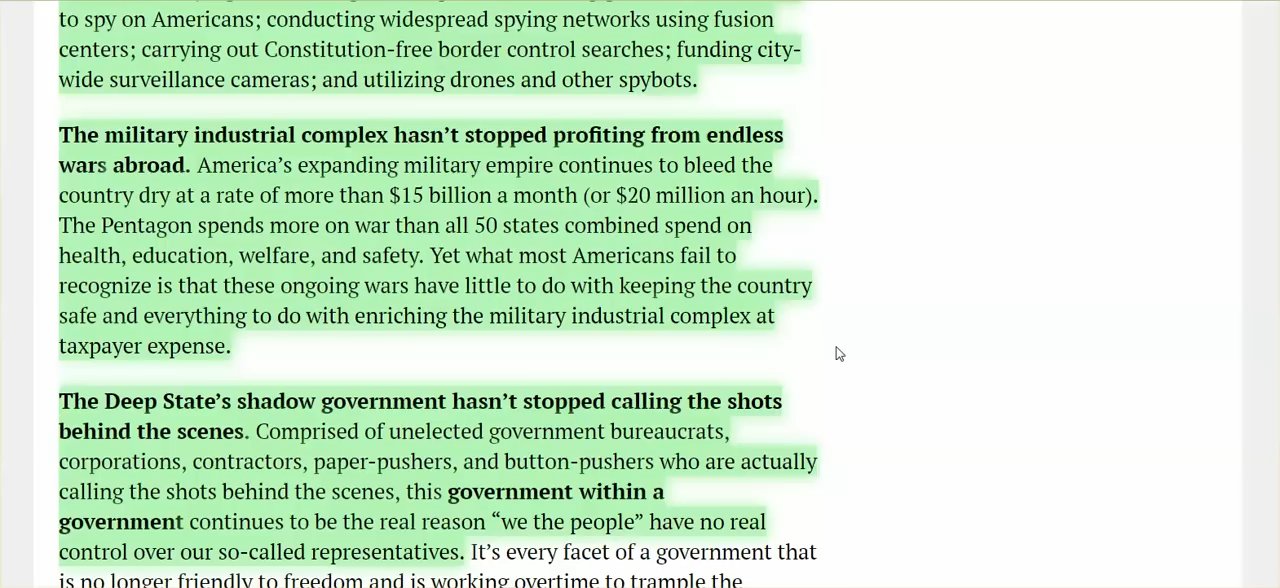 to spy on Americans; conducting widespread spying networks using fusion
centers; carrying out Constitution-free border control searches; funding city-
wide surveillance cameras; and utilizing drones and other spybots.
The military industrial complex hasn’t stopped profiting from endless
wars abroad. America’s expanding military empire continues to bleed the
country dry at a rate of more than $15 billion a month (or $20 million an hour).
The Pentagon spends more on war than all 50 states combined spend on
health, education, welfare, and safety. Yet what most Americans fail to
recognize is that these ongoing wars have little to do with keeping the country
safe and everything to do with enriching the military industrial complex at
taxpayer expense.
The Deep State’s shadow government hasn’t stopped calling the shots
behind the scenes. Comprised of unelected government bureaucrats,
corporations, contractors, paper-pushers, and button-pushers who are actually
calling the shots behind the scenes, this government within a
government continues to be the real reason “we the people” have no real
control over our so-called representatives. It’s every facet of a government that
is no longer friendly to freedom and is working overtime to trample the